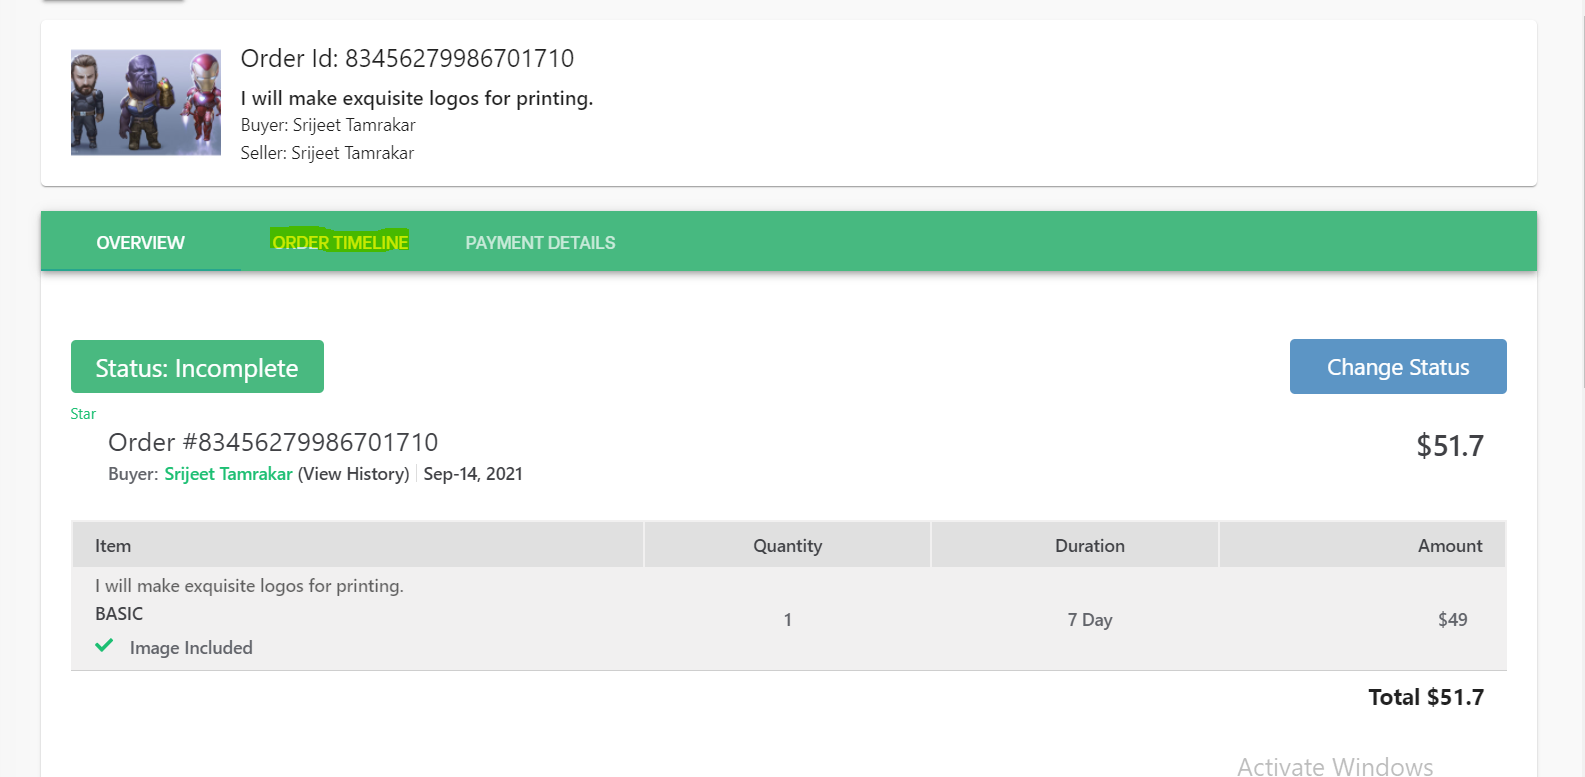 Order Id: 83456279986701710
I will make exquisite logos for printing.
Buyer: Srijeet Tamrakar
Seller: Srijeet Tamrakar
OVERVIEW ORDER TIMELINE PAYMENT DETAILS
Status: Incomplete Change Status
Star
Order #83456279986701710 $51.7
Buyer: Srijeet Tamrakar (View History) Sep-14, 2021
Item Quantity Duration Amount
I will make exquisite logos for printing.
BASIC 1 7 Day $49
Image Included
Total $51.7
Activate Windows